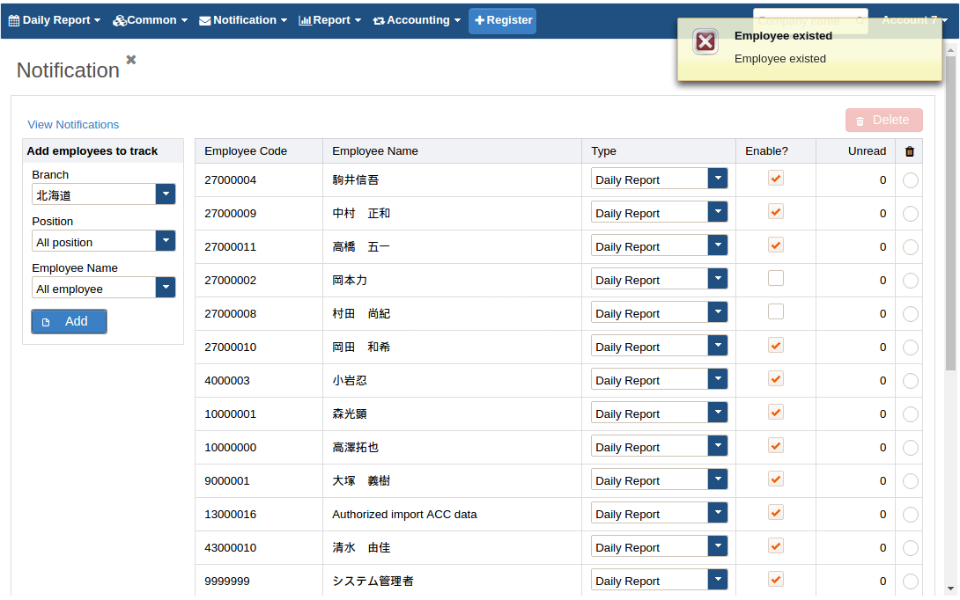 Daily Report Common Notification Report Accounting + Register Account 7
Employee existed
Employee existed
Notification
View Notifications
Delete
Add employees to track
Branch
北海道
Position
All position
Employee Name
All employee
Add
Employee Code Employee Name Type Enable? Unread
27000004 駒井信吾 Daily Report 0
27000009 中村　正和 Daily Report 0
27000011 高橋　五一 Daily Report 0
27000002 岡本力 Daily Report 0
27000008 村田　尚紀 Daily Report 0
27000010 岡田　和希 Daily Report 0
4000003 小岩忍 Daily Report 0
10000001 森光顕 Daily Report 0
10000000 高澤拓也 Daily Report 0
9000001 大塚　義樹 Daily Report 0
13000016 Authorized import ACC data Daily Report 0
43000010 清水　由佳 Daily Report 0
9999999 システム管理者 Daily Report 0